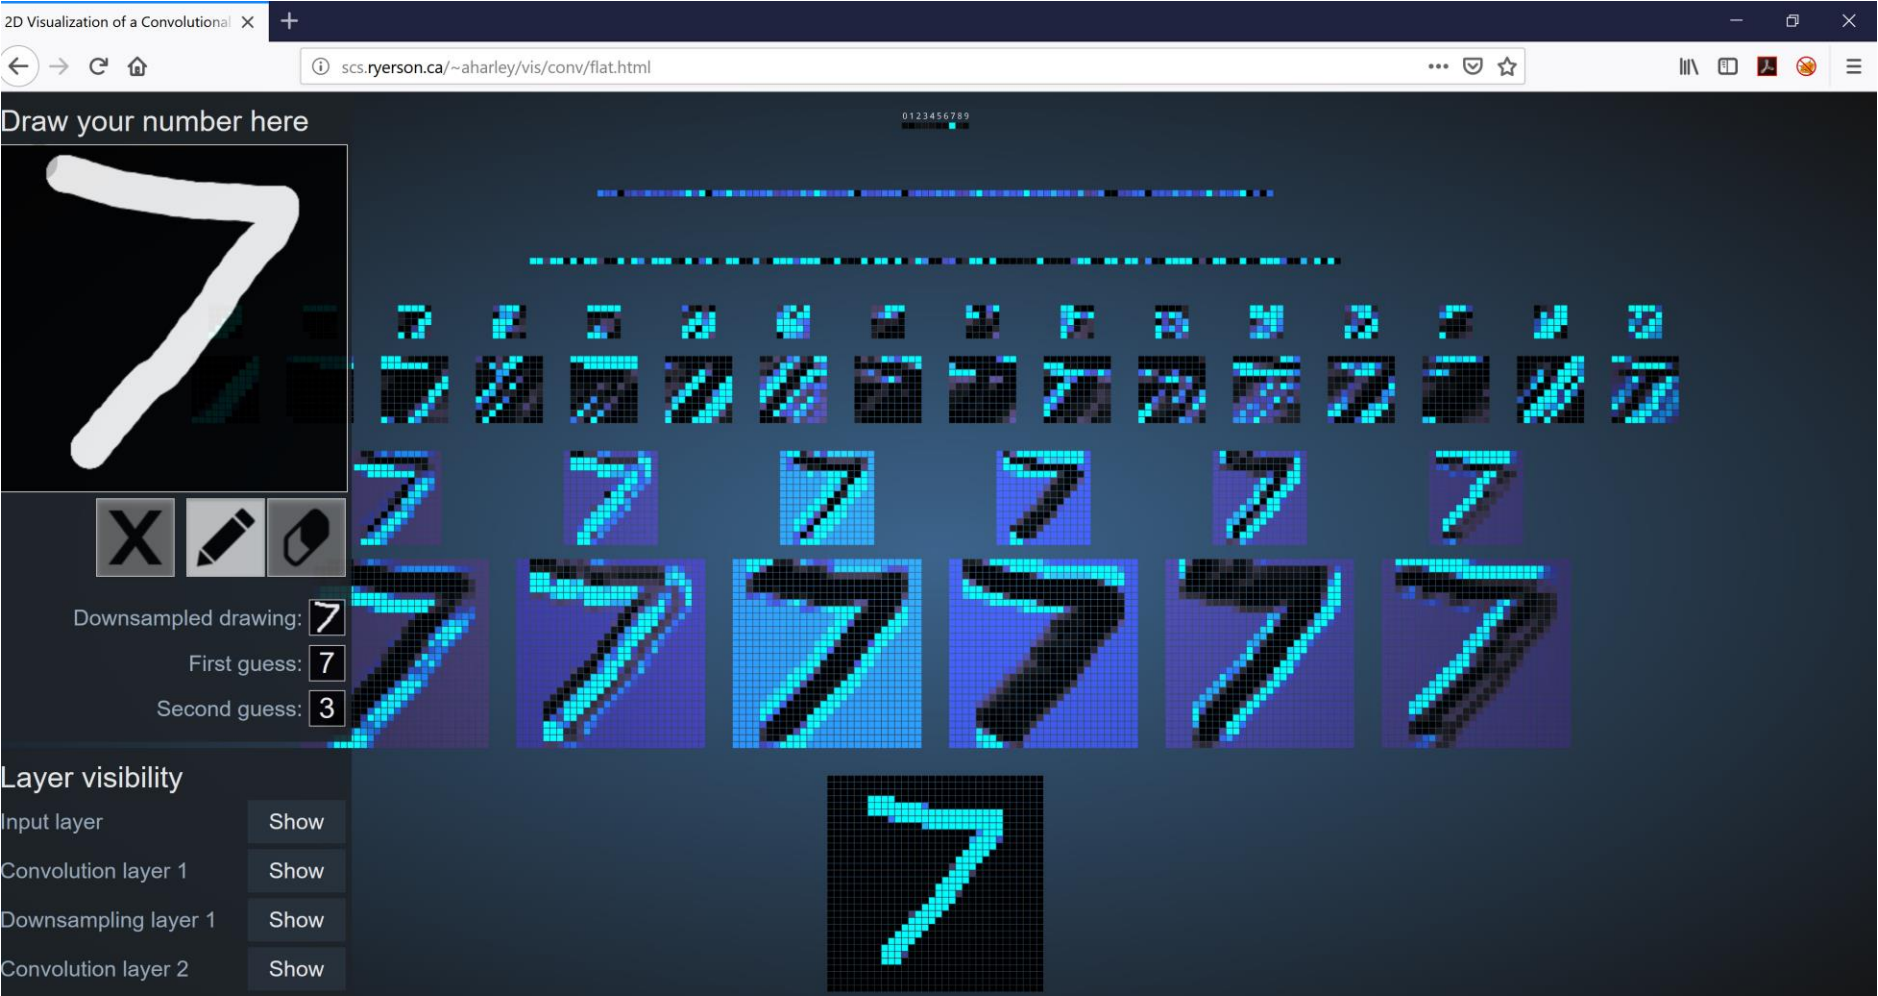 2D Visualization of a Convolutional
scs.ryerson.ca/~aharley/vis/conv/flat.html
Draw your number here
0123456789
X
Downsampled drawing: 7
First guess: 7
Second guess: 3
Layer visibility
Input layer Show
Convolution layer 1 Show
Downsampling layer 1 Show
Convolution layer 2 Show